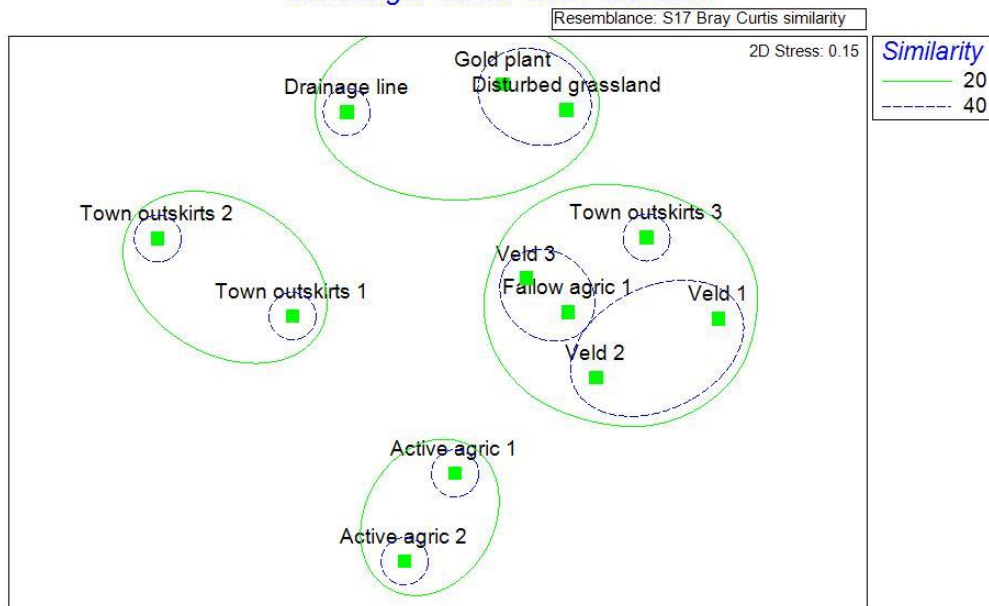 Resemblance: S17 Bray Curtis similarity
2D Stress: 0.15
Similarity
20
40
Gold plant
Drainage line
Disturbed grassland
Town outskirts 2
Town outskirts 3
Veld 3
Town outskirts 1
Fallow agric 1
Veld 1
Veld 2
Active agric 1
Active agric 2